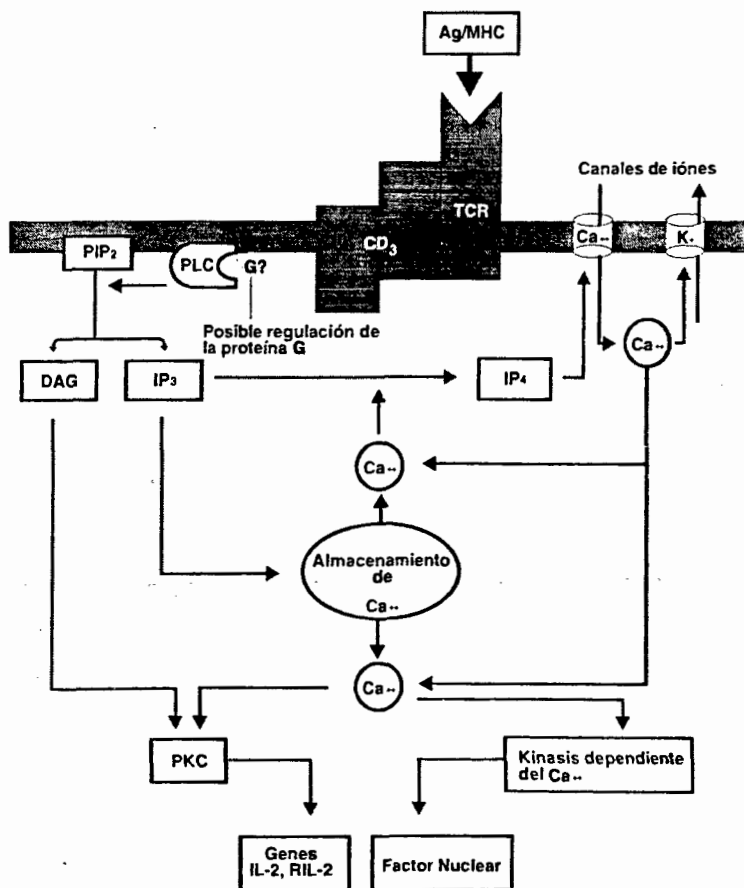 Ag/MHC
Canales de iónes
TCR
CD3
Ca++
K+
PIP2
PLC
G?
Posible regulación de
la proteína G
Ca++
DAG
IP3
IP4
Ca++
Almacenamiento
de
Ca++
Ca++
PKC
Kinasis dependiente
del Ca++
Genes
IL-2, RIL-2
Factor Nuclear